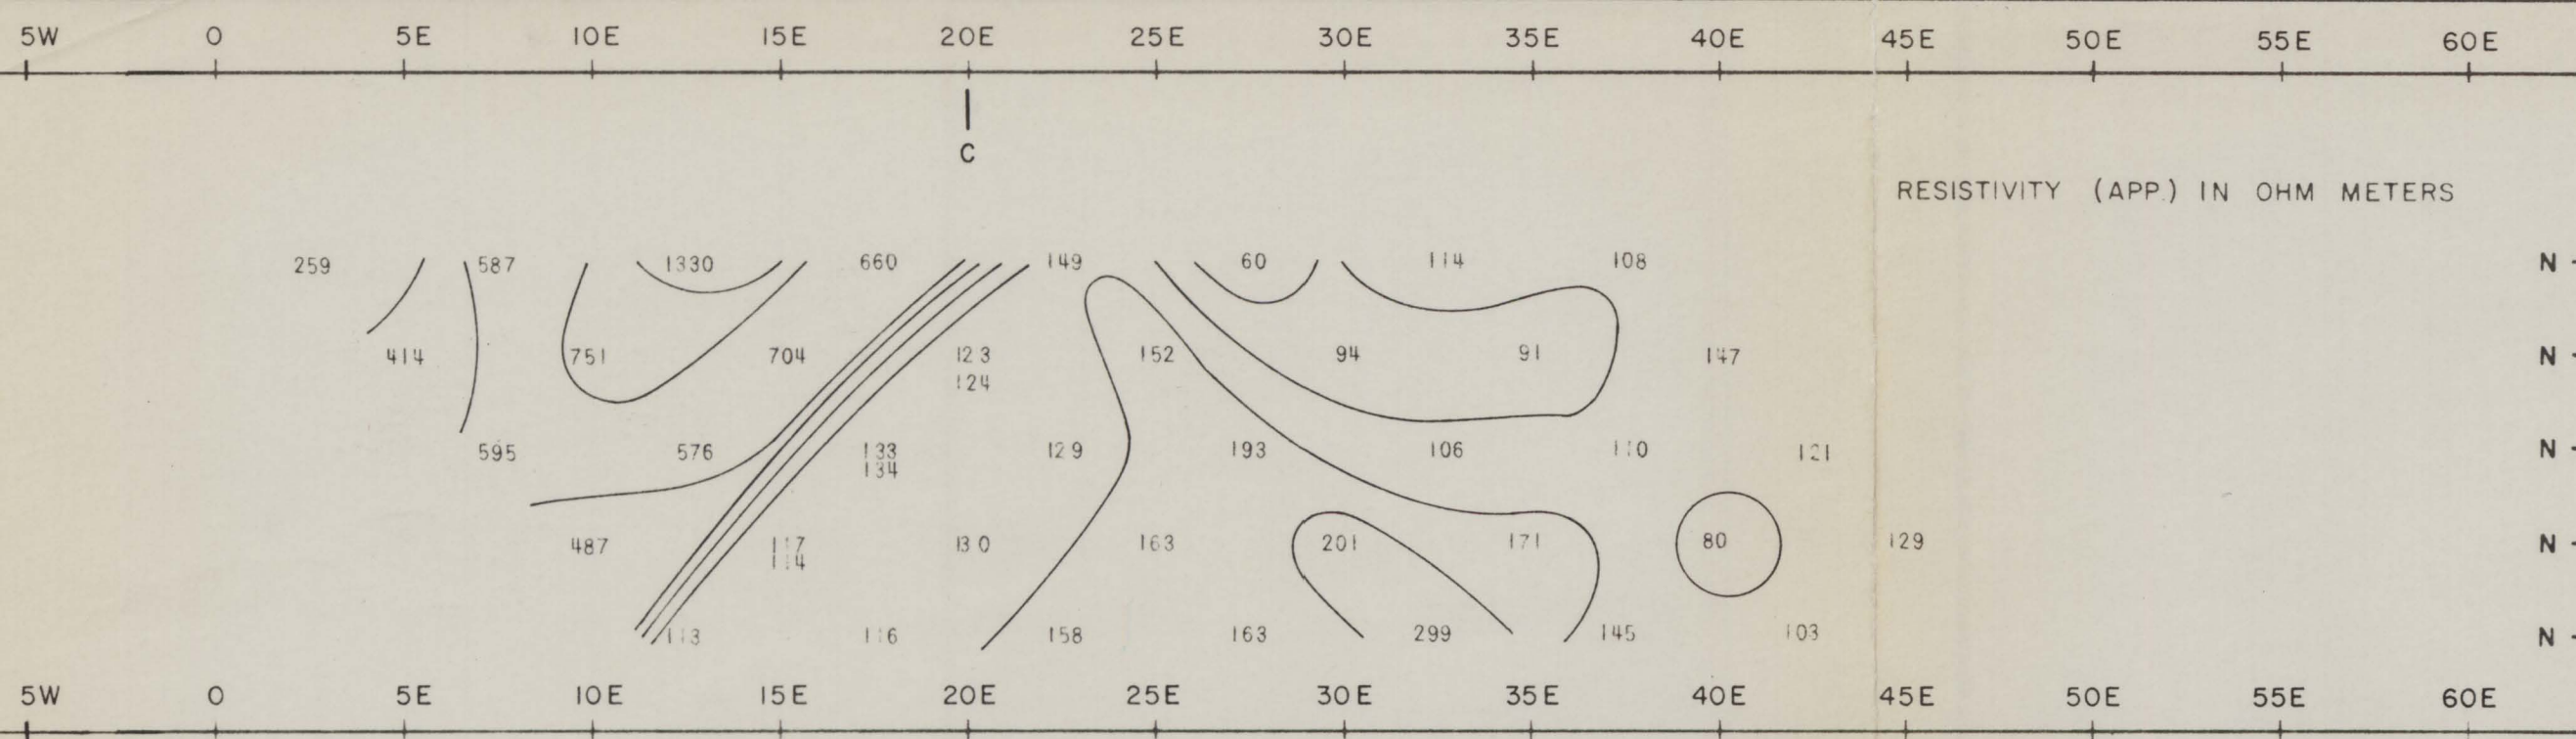 5W 0 5E 10E 15E 20E 25E 30E 35E 40E 45E 50E 55E 60E
C
RESISTIVITY (APP.) IN OHM METERS
259 587 1330 660 149 60 114 108 N-
414 751 704 123 152 94 91 147 N-
124
595 576 133 129 193 106 110 121 N-
134
487 117 130 163 201 171 80 129 N-
114
113 116 158 163 299 145 103 N-
5W 0 5E 10E 15E 20E 25E 30E 35E 40E 45E 50E 55E 60E